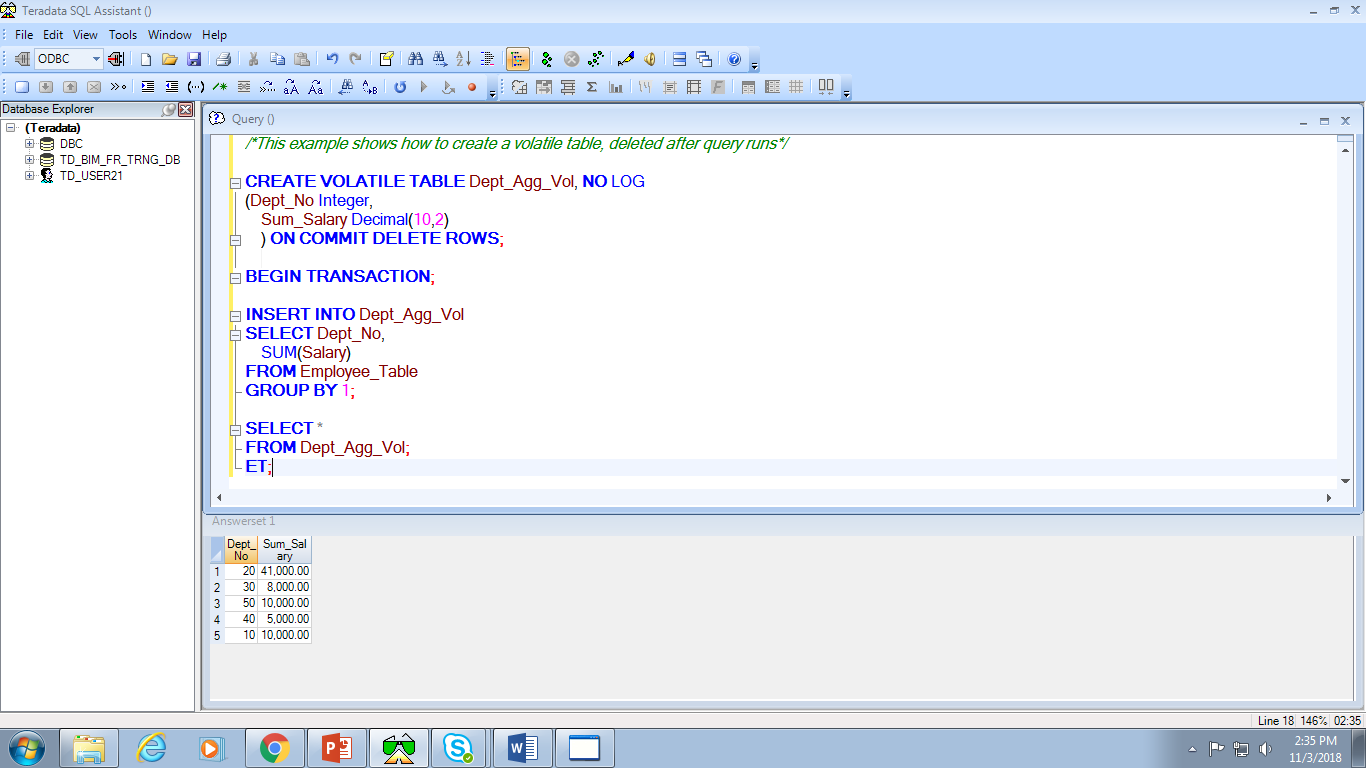 Teradata SQL Assistant ()
File Edit View Tools Window Help
ODBC
Database Explorer
(Teradata)
DBC
TD_BIM_FR_TRNG_DB
TD_USER21
Query ()
/*This example shows how to create a volatile table, deleted after query runs*/
CREATE VOLATILE TABLE Dept_Agg_Vol, NO LOG
(Dept_No Integer,
Sum_Salary Decimal(10,2)
) ON COMMIT DELETE ROWS;
BEGIN TRANSACTION;
INSERT INTO Dept_Agg_Vol
SELECT Dept_No,
SUM(Salary)
FROM Employee_Table
GROUP BY 1;
SELECT *
FROM Dept_Agg_Vol;
ET;
Answerset 1
Dept_ Sum_Sal
No ary
1 20 41,000.00
2 30 8,000.00
3 50 10,000.00
4 40 5,000.00
5 10 10,000.00
Line 18 146% 02:35
2:35 PM
11/3/2018